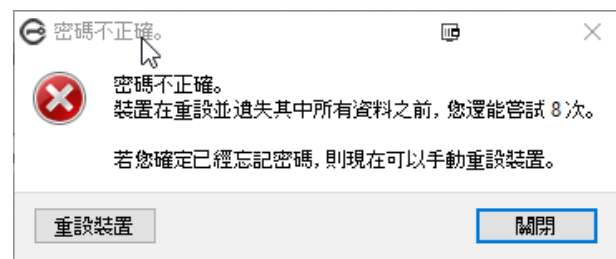 密碼不正確。
密碼不正確。
裝置在重設並遺失其中所有資料之前，您還能嘗試 8 次。
若您確定已經忘記密碼，則現在可以手動重設裝置。
重設裝置
關閉